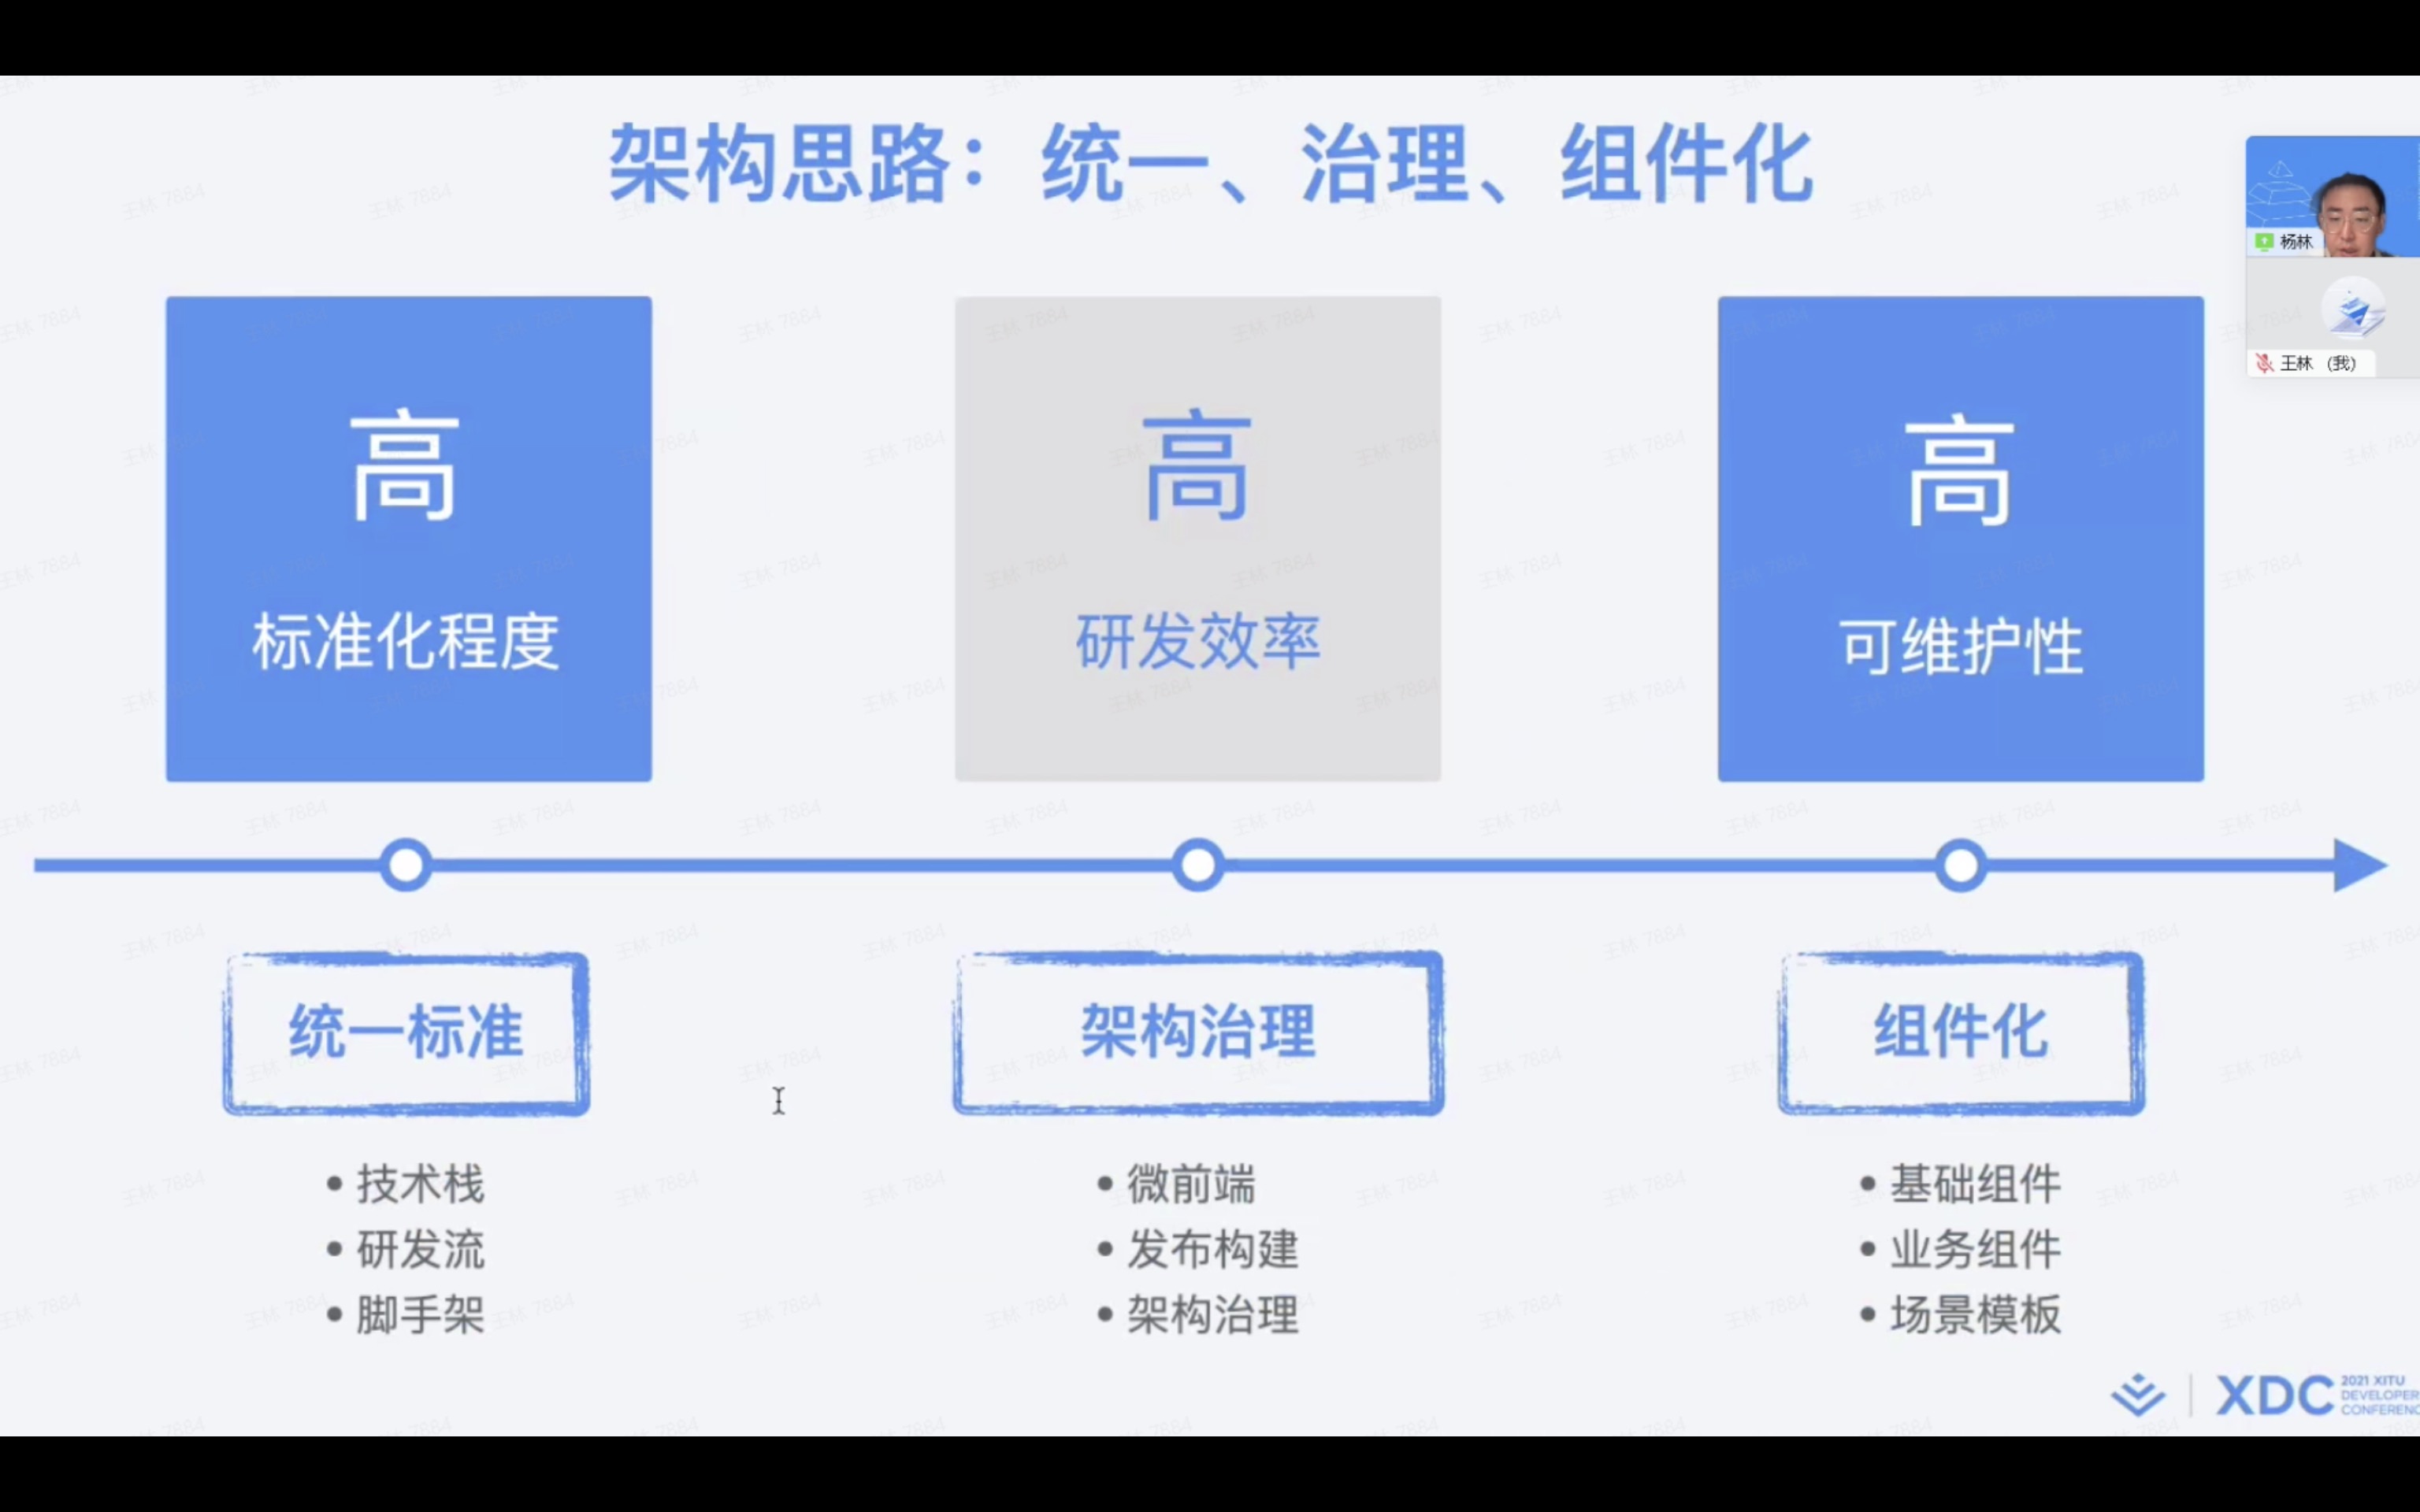 架构思路：统一、治理、组件化
杨林
王林 （我）
高
标准化程度
高
研发效率
高
可维护性
统一标准
架构治理
组件化
• 技术栈
• 研发流
• 脚手架
• 微前端
• 发布构建
• 架构治理
• 基础组件
• 业务组件
• 场景模板
XDC
2021 XITU
DEVELOPER
CONFERENC
王林 7884